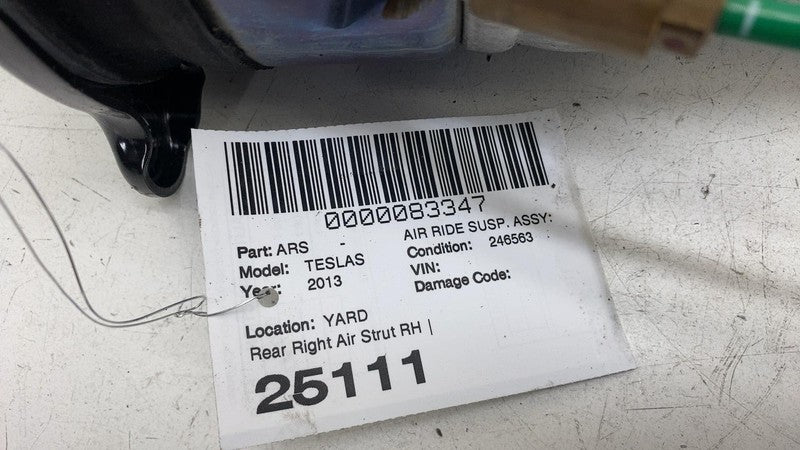 0000083347
Part: ARS - AIR RIDE SUSP. ASSY:
Model: TESLAS Condition: 246563
Year: 2013 VIN:
Damage Code:
Location: YARD
Rear Right Air Strut RH |
25111